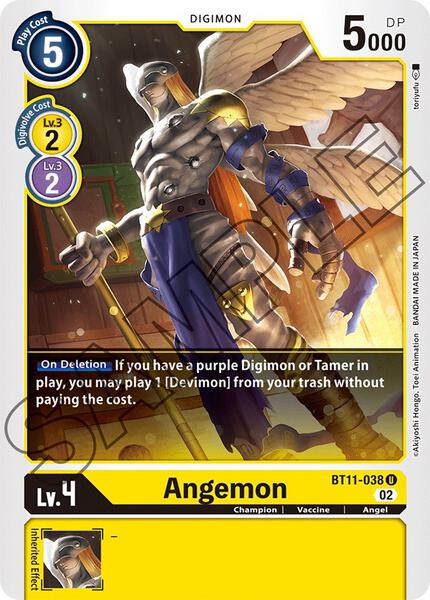 Play Cost
5
DIGIMON
DP
5000
toriyufu
Digivolve Cost
Lv.3
2
Lv.3
2
SAMPLE
On Deletion If you have a purple Digimon or Tamer in
play, you may play 1 [Devimon] from your trash without
paying the cost.
©Akiyoshi Hongo, Toei Animation BANDAI MADE IN JAPAN
Lv.4
Angemon
BT11-038 U
02
Champion | Vaccine | Angel
Inherited Effect
–